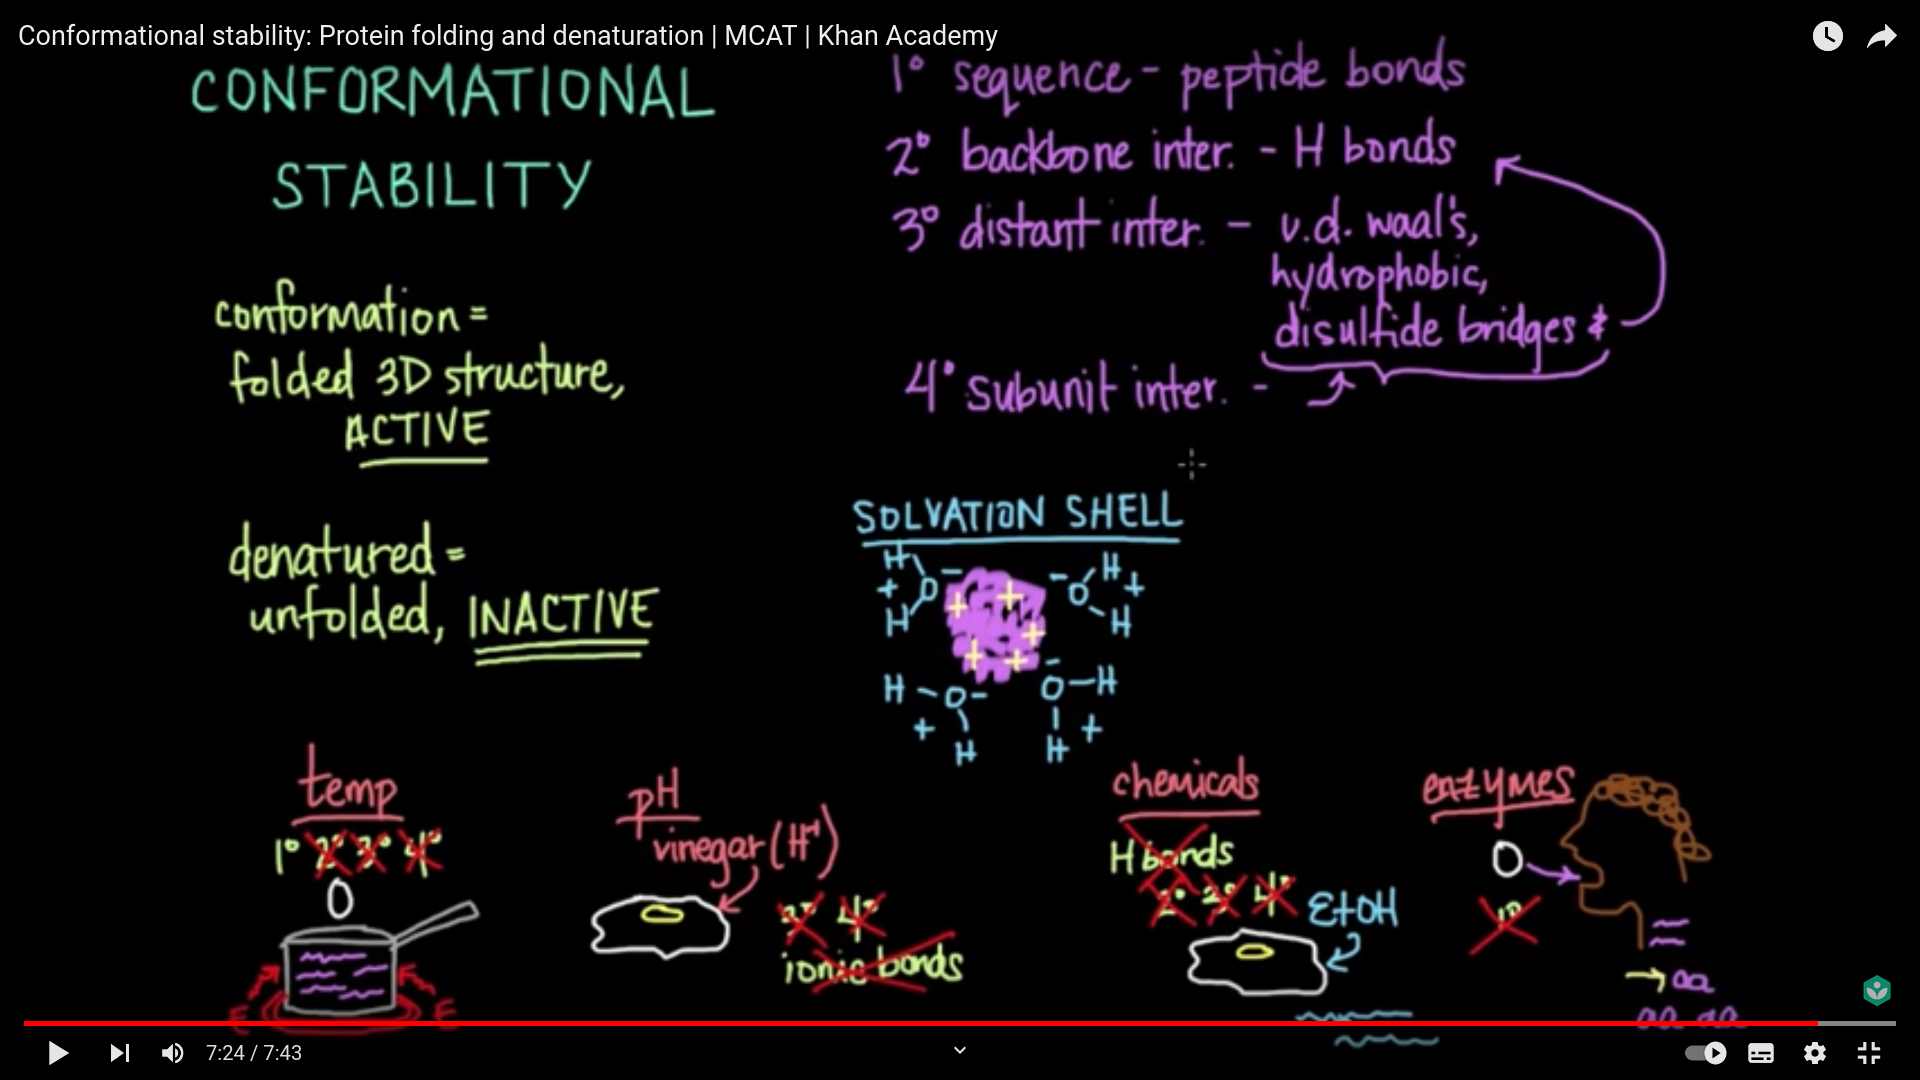 Conformational stability: Protein folding and denaturation | MCAT | Khan Academy
CONFORMATIONAL
STABILITY
conformation =
folded 3D structure,
ACTIVE
denatured =
unfolded, INACTIVE
1° sequence - peptide bonds
2° backbone inter. - H bonds
3° distant inter. - v.d. waal's,
hydrophobic,
disulfide bridges &
4° subunit inter. -
SOLVATION SHELL
H O - - O H
+ + + +
H + H
+ +
H - O - - O - H
+ H H +
temp
1° 2° 3° 4°
E E
pH
vinegar (H+)
3° 4°
ionic bonds
chemicals
H bonds
2° 3° 4°
EtOH
enzymes
1°
aa
aa aa
7:24 / 7:43